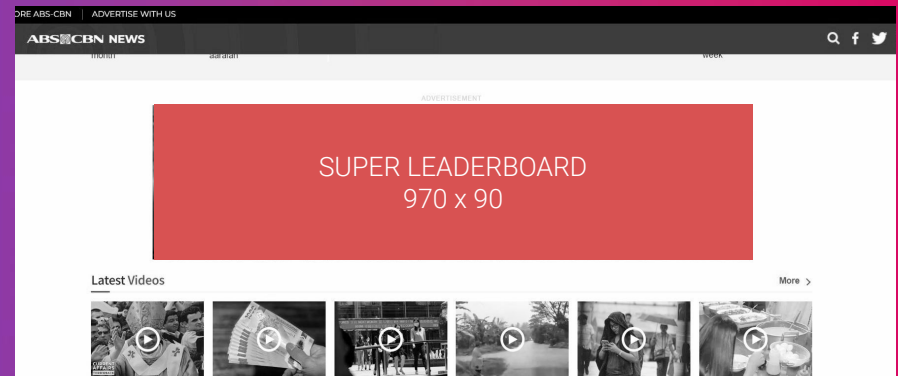 ORE ABS-CBN | ADVERTISE WITH US
ABS CBN NEWS
month aaralan week
ADVERTISEMENT
SUPER LEADERBOARD
970 x 90
Latest Videos More >
CURRENT
AFFAIRS